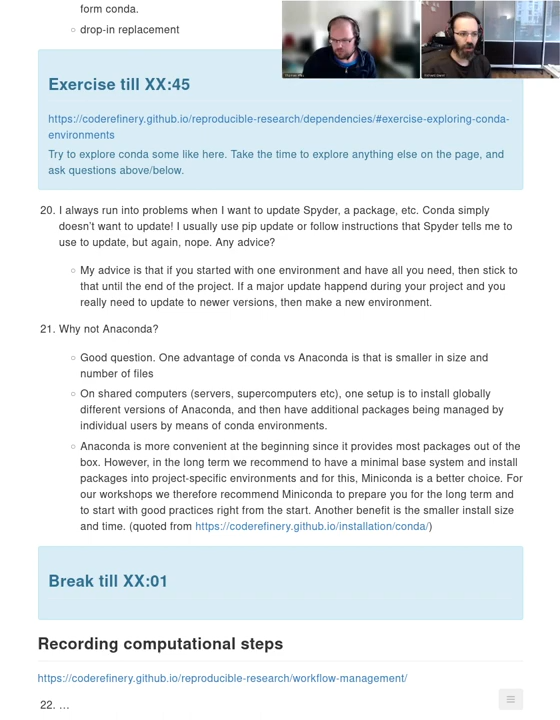 form conda.
◦ drop-in replacement
Exercise till XX:45
https://coderefinery.github.io/reproducible-research/dependencies/#exercise-exploring-conda-
environments
Try to explore conda some like here. Take the time to explore anything else on the page, and
ask questions above/below.
20. I always run into problems when I want to update Spyder, a package, etc. Conda simply
doesn't want to update! I usually use pip update or follow instructions that Spyder tells me to
use to update, but again, nope. Any advice?
◦ My advice is that if you started with one environment and have all you need, then stick to
that until the end of the project. If a major update happend during your project and you
really need to update to newer versions, then make a new environment.
21. Why not Anaconda?
◦ Good question. One advantage of conda vs Anaconda is that is smaller in size and
number of files
◦ On shared computers (servers, supercomputers etc), one setup is to install globally
different versions of Anaconda, and then have additional packages being managed by
individual users by means of conda environments.
◦ Anaconda is more convenient at the beginning since it provides most packages out of the
box. However, in the long term we recommend to have a minimal base system and install
packages into project-specific environments and for this, Miniconda is a better choice. For
our workshops we therefore recommend Miniconda to prepare you for the long term and
to start with good practices right from the start. Another benefit is the smaller install size
and time. (quoted from https://coderefinery.github.io/installation/conda/)
Break till XX:01
Recording computational steps
https://coderefinery.github.io/reproducible-research/workflow-management/
22. ...